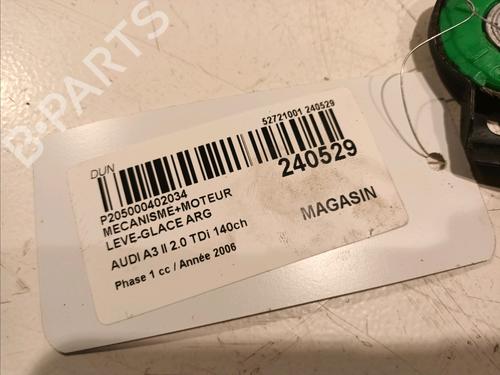 B-PARTS
DUN
52721001 240529
240529
P205000402034
MECANISME+MOTEUR
LEVE-GLACE ARG
MAGASIN
AUDI A3 II 2.0 TDi 140ch
Phase 1 cc / Année 2006